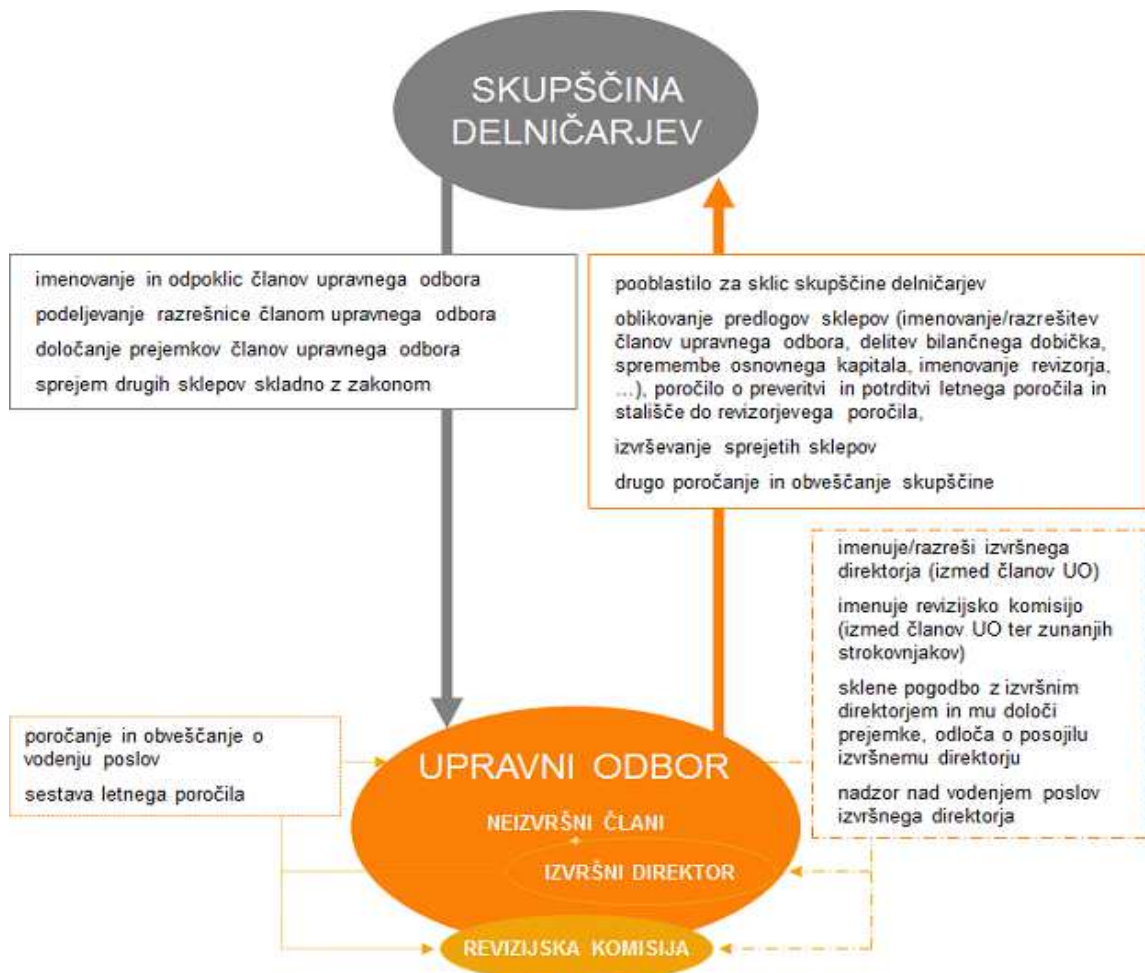 SKUPŠČINA
DELNIČARJEV
imenovanje in odpoklic članov upravnega odbora
podeljevanje razrešnice članom upravnega odbora
določanje prejemkov članov upravnega odbora
sprejem drugih sklepov skladno z zakonom
pooblastilo za sklic skupščine delničarjev
oblikovanje predlogov sklepov (imenovanje/razrešitev
članov upravnega odbora, delitev bilančnega dobička,
spremembe osnovnega kapitala, imenovanje revizorja,
…), poročilo o preveritvi in potrditvi letnega poročila in
stališče do revizorjevega poročila,
izvrševanje sprejetih sklepov
drugo poročanje in obveščanje skupščine
imenuje/razreši izvršnega
direktorja (izmed članov UO)
imenuje revizijsko komisijo
(izmed članov UO ter zunanjih
strokovnjakov)
sklene pogodbo z izvršnim
direktorjem in mu določi
prejemke, odloča o posojilu
izvršnemu direktorju
nadzor nad vodenjem poslov
izvršnega direktorja
poročanje in obveščanje o
vodenju poslov
sestava letnega poročila
UPRAVNI ODBOR
NEIZVRŠNI ČLANI
IZVRŠNI DIREKTOR
REVIZIJSKA KOMISIJA